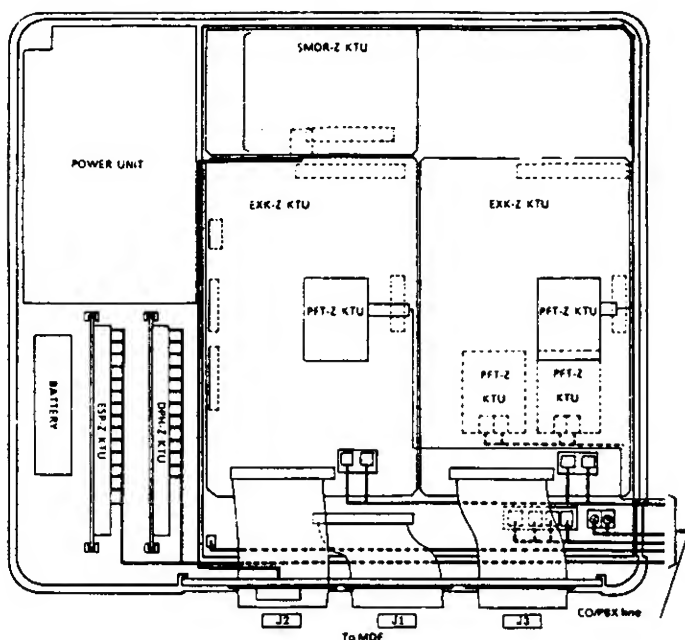 SMDR-Z KTU
POWER UNIT
EXK-Z KTU
EXK-Z KTU
PFT-Z KTU
PFT-Z KTU
PFT-Z
KTU
PFT-Z
KTU
BATTERY
ESP-Z KTU
DPH-Z KTU
CO/PBX line
J2
J1
J3
To MDF